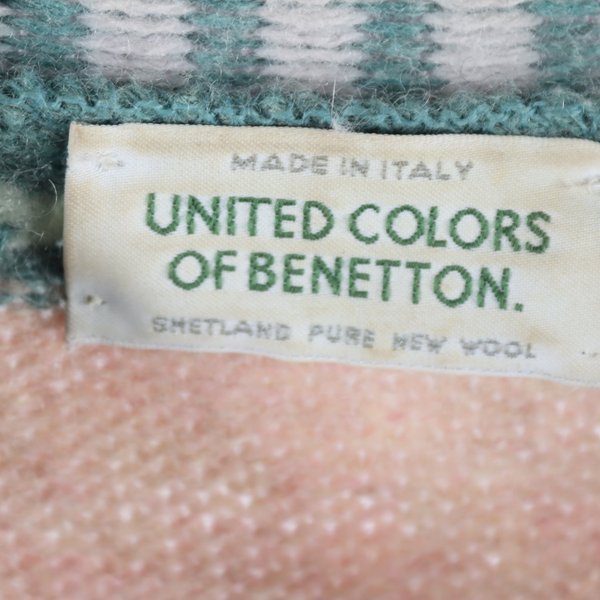 MADE IN ITALY
UNITED COLORS
OF BENETTON.
SHETLAND PURE NEW WOOL